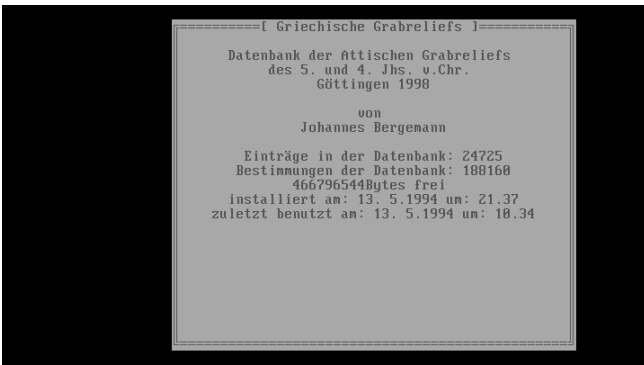 [ Griechische Grabreliefs ]
Datenbank der Attischen Grabreliefs
des 5. und 4. Jhs. v.Chr.
Göttingen 1998
von
Johannes Bergemann
Einträge in der Datenbank: 24725
Bestimmungen der Datenbank: 188160
466796544Bytes frei
installiert am: 13. 5.1994 um: 21.37
zuletzt benutzt am: 13. 5.1994 um: 10.34